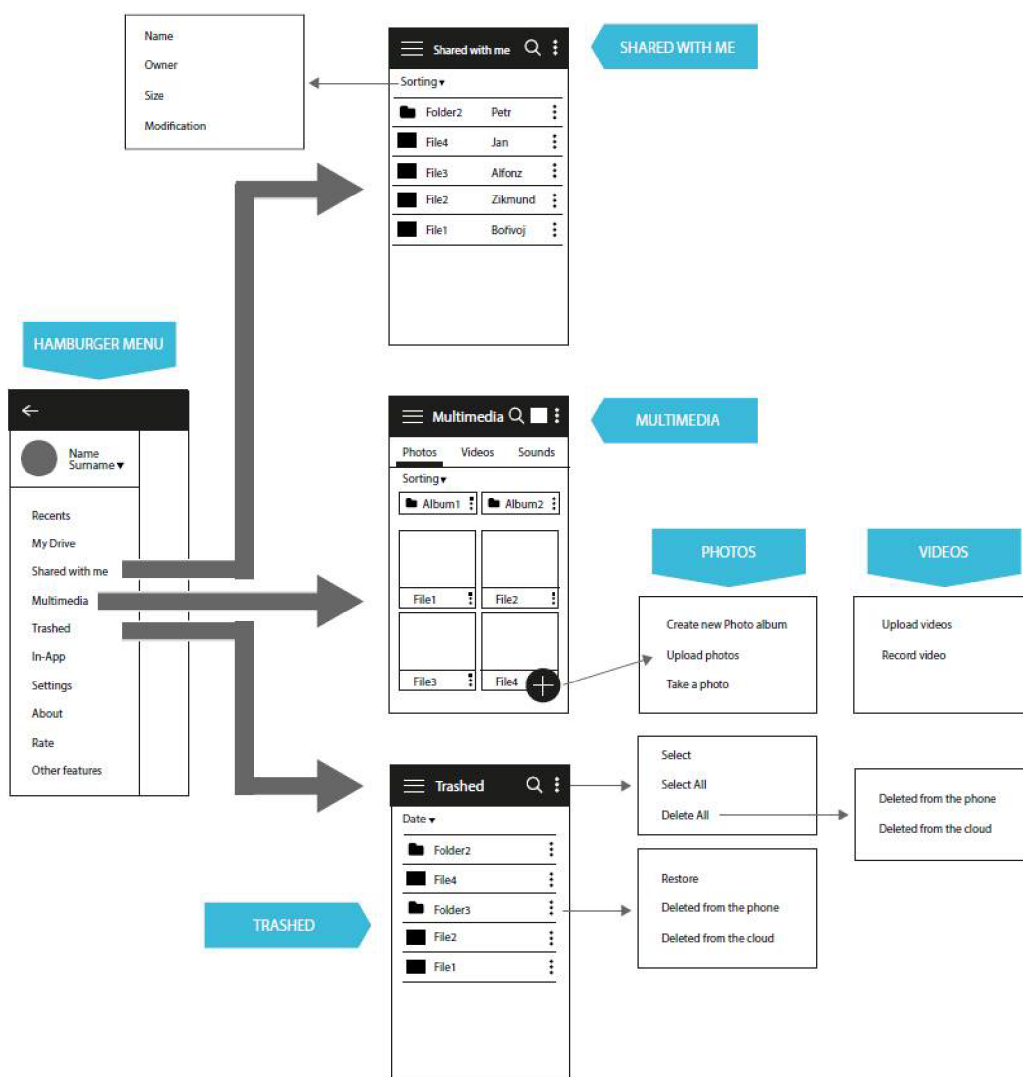 Name
Owner
Size
Modification
Shared with me
Sorting
Folder2 Petr
File4 Jan
File3 Alfonz
File2 Zikmund
File1 Bořivoj
SHARED WITH ME
HAMBURGER MENU
Name
Surname
Recents
My Drive
Shared with me
Multimedia
Trashed
In-App
Settings
About
Rate
Other features
Multimedia
Photos Videos Sounds
Sorting
Album1 Album2
File1 File2
File3 File4
MULTIMEDIA
PHOTOS
Create new Photo album
Upload photos
Take a photo
VIDEOS
Upload videos
Record video
Trashed
Date
Folder2
File4
Folder3
File2
File1
TRASHED
Select
Select All
Delete All
Deleted from the phone
Deleted from the cloud
Restore
Deleted from the phone
Deleted from the cloud